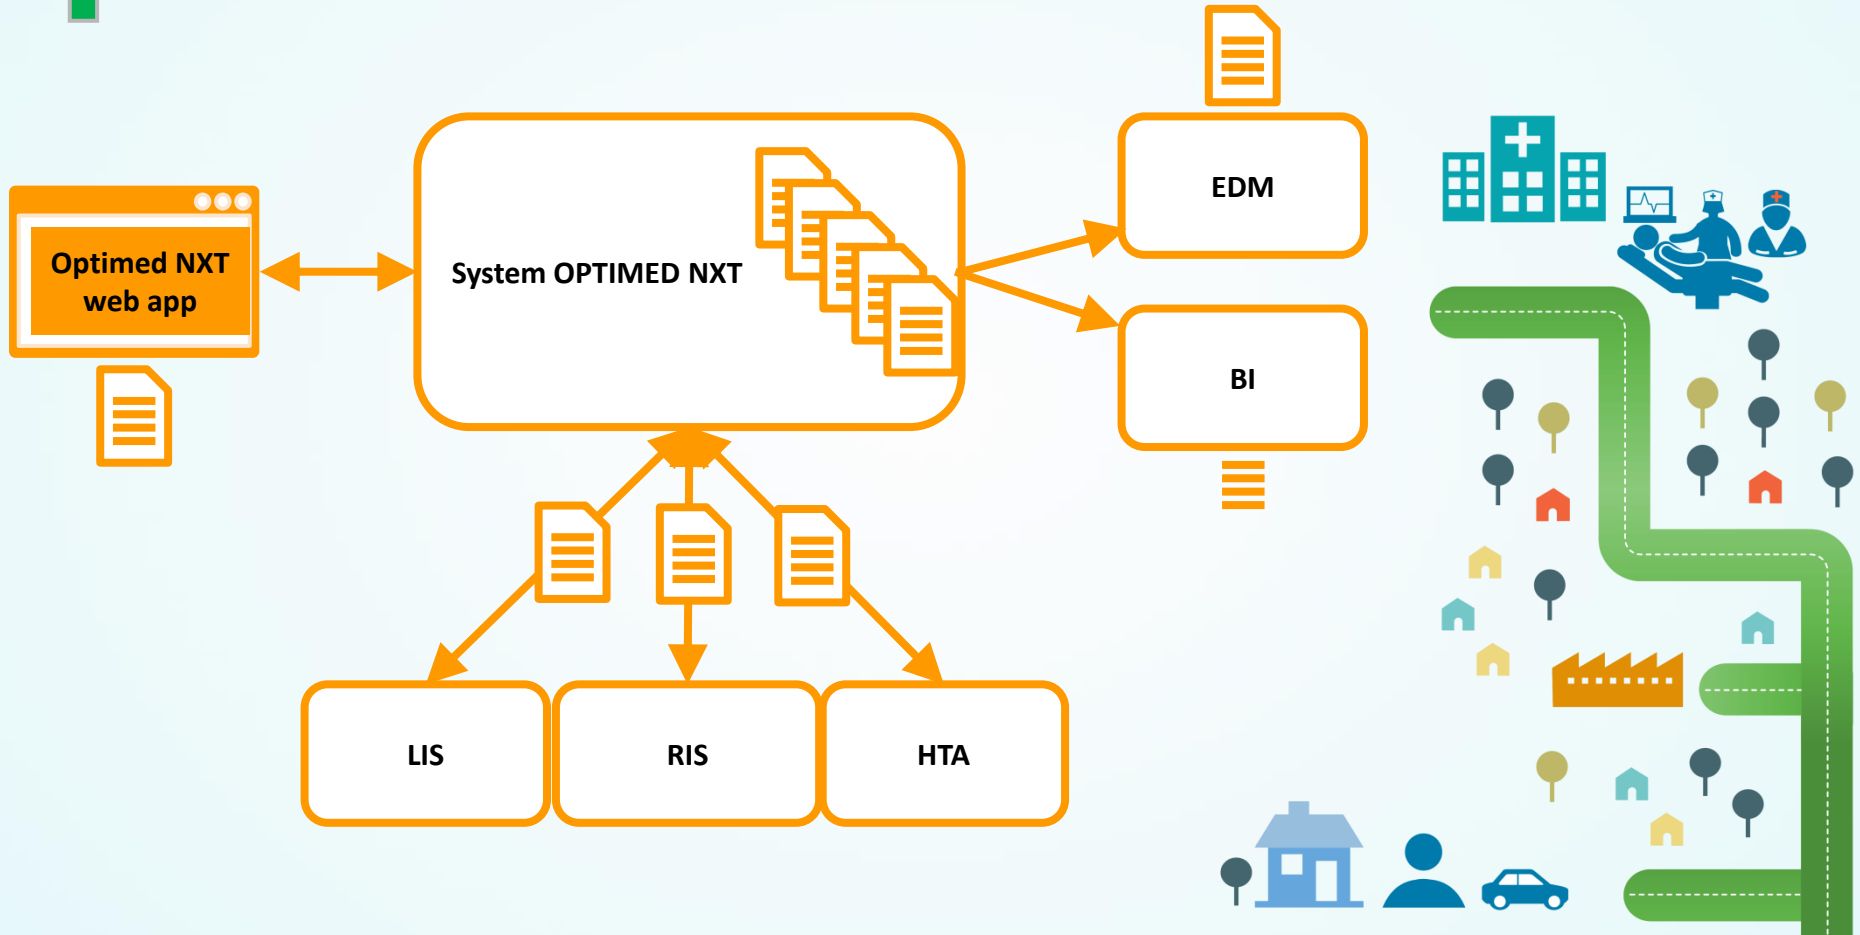 EDM
Optimed NXT
web app
System OPTIMED NXT
BI
LIS
RIS
HTA